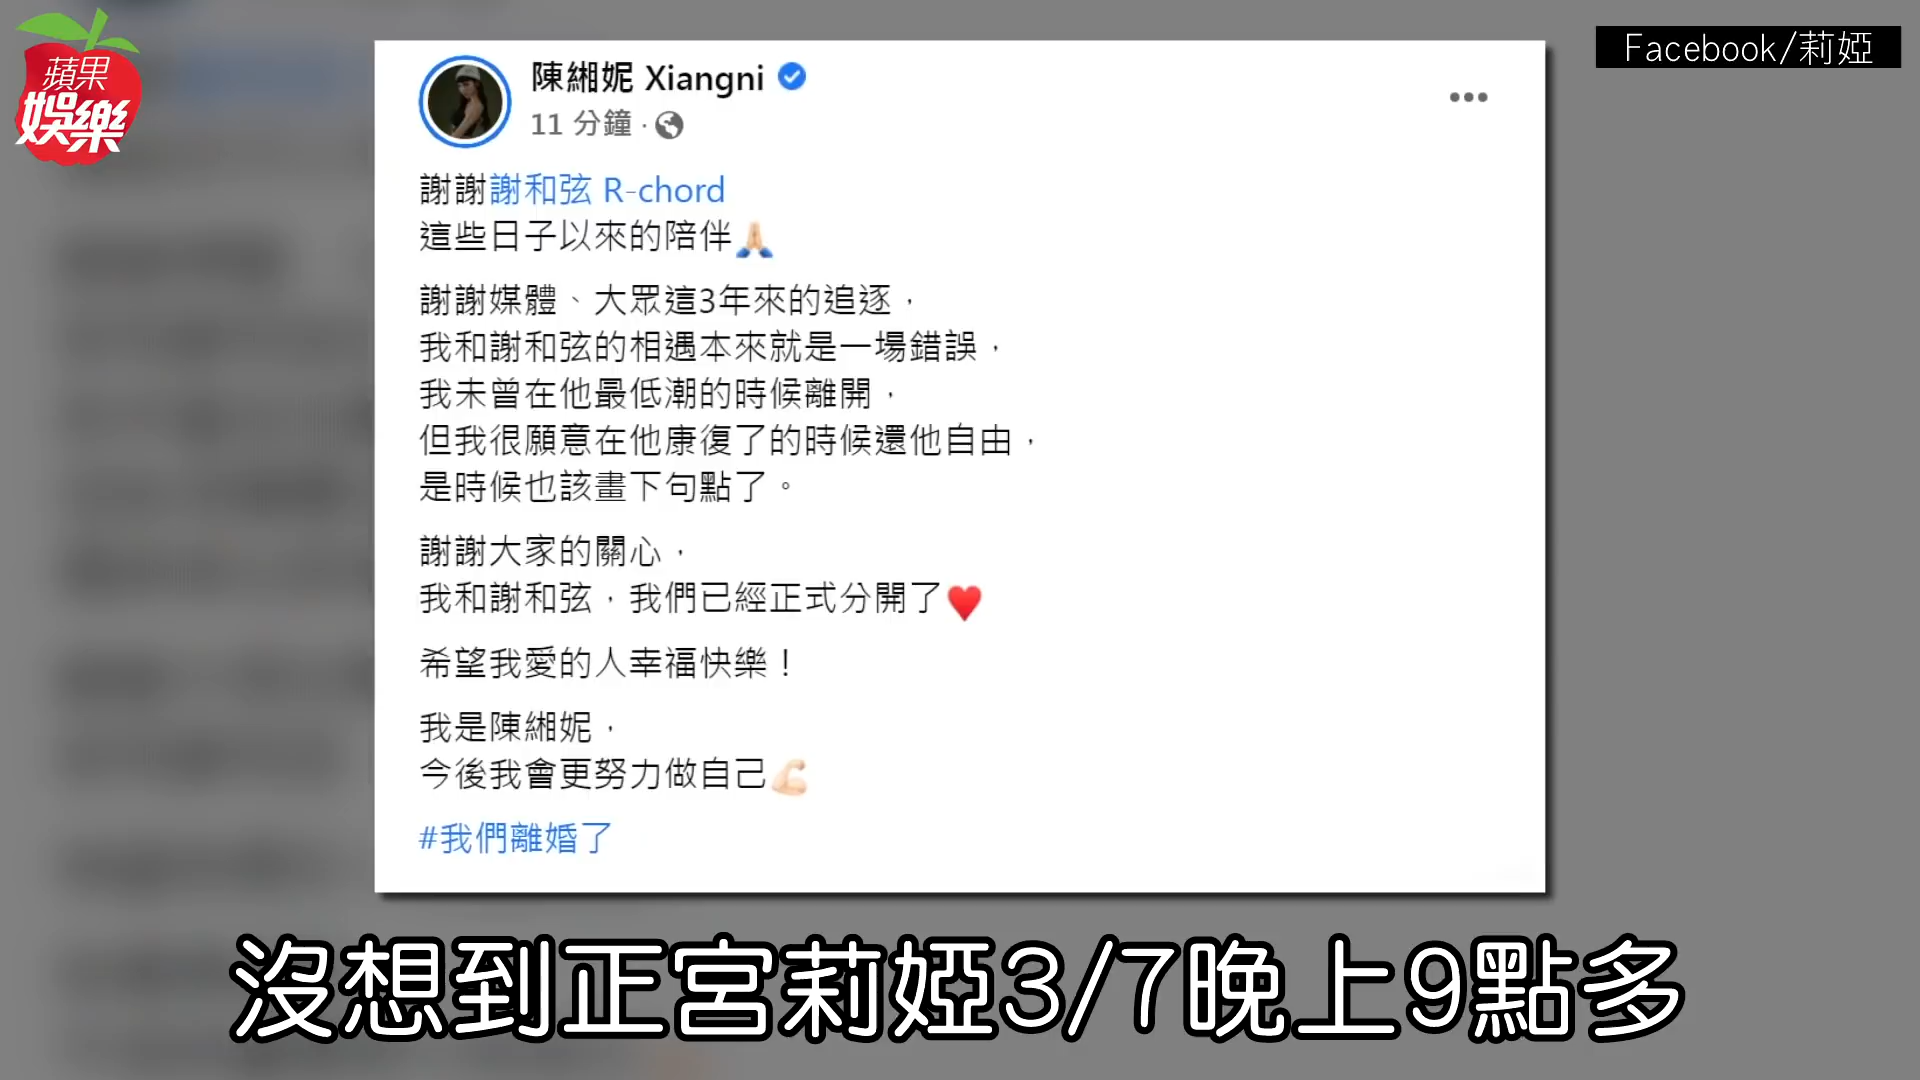 蘋果
娛樂
Facebook/莉婭
陳緗妮 Xiangni
11 分鐘 ·
謝謝謝和弦 R-chord
這些日子以來的陪伴🙏🏻
謝謝媒體、大眾這3年來的追逐，
我和謝和弦的相遇本來就是一場錯誤，
我未曾在他最低潮的時候離開，
但我很願意在他康復了的時候還他自由，
是時候也該畫下句點了。
謝謝大家的關心，
我和謝和弦，我們已經正式分開了♥
希望我愛的人幸福快樂！
我是陳緗妮，
今後我會更努力做自己💪🏻
#我們離婚了
沒想到正宮莉婭3/7晚上9點多